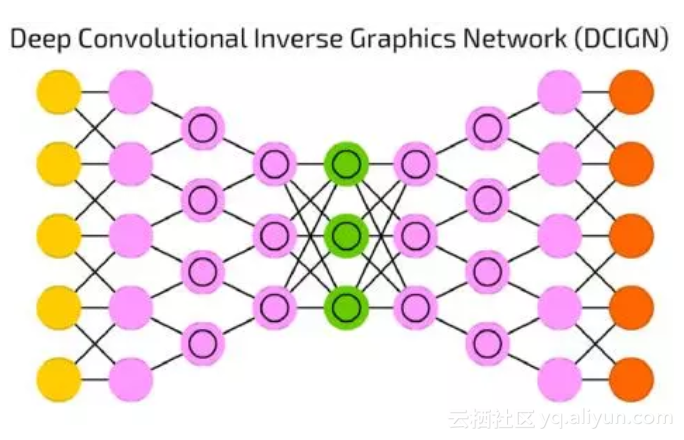 Deep Convolutional Inverse Graphics Network (DCIGN)
云栖社区 yq.aliyun.com